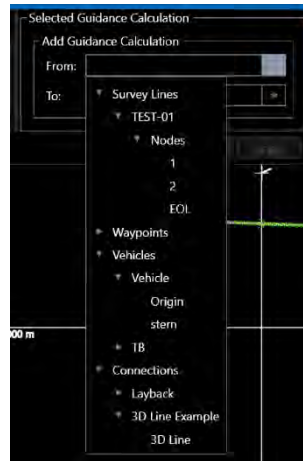 Selected Guidance Calculation
Add Guidance Calculation
From:
To:
Survey Lines
TEST-01
Nodes
1
2
EOL
Waypoints
Vehicles
Vehicle
Origin
stern
TB
00 m
Connections
Layback
3D Line Example
3D Line